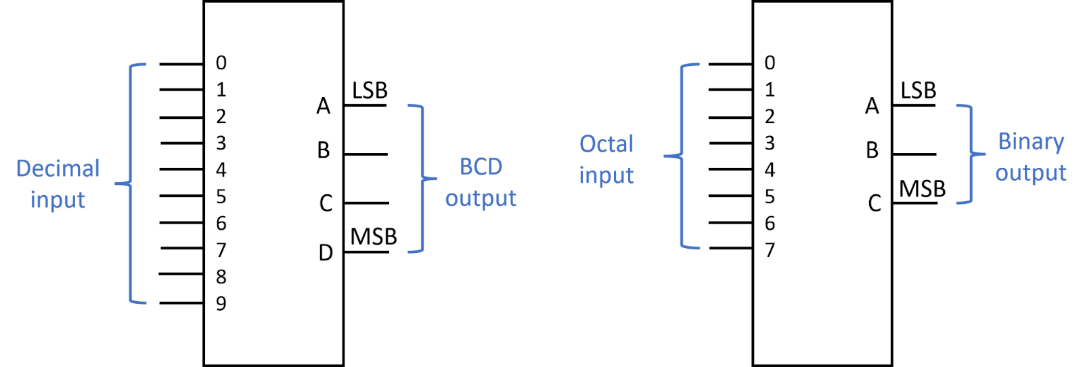 Decimal
input
0
1
2
3
4
5
6
7
8
9
A
B
C
D
LSB
MSB
BCD
output
Octal
input
0
1
2
3
4
5
6
7
A
B
C
LSB
MSB
Binary
output